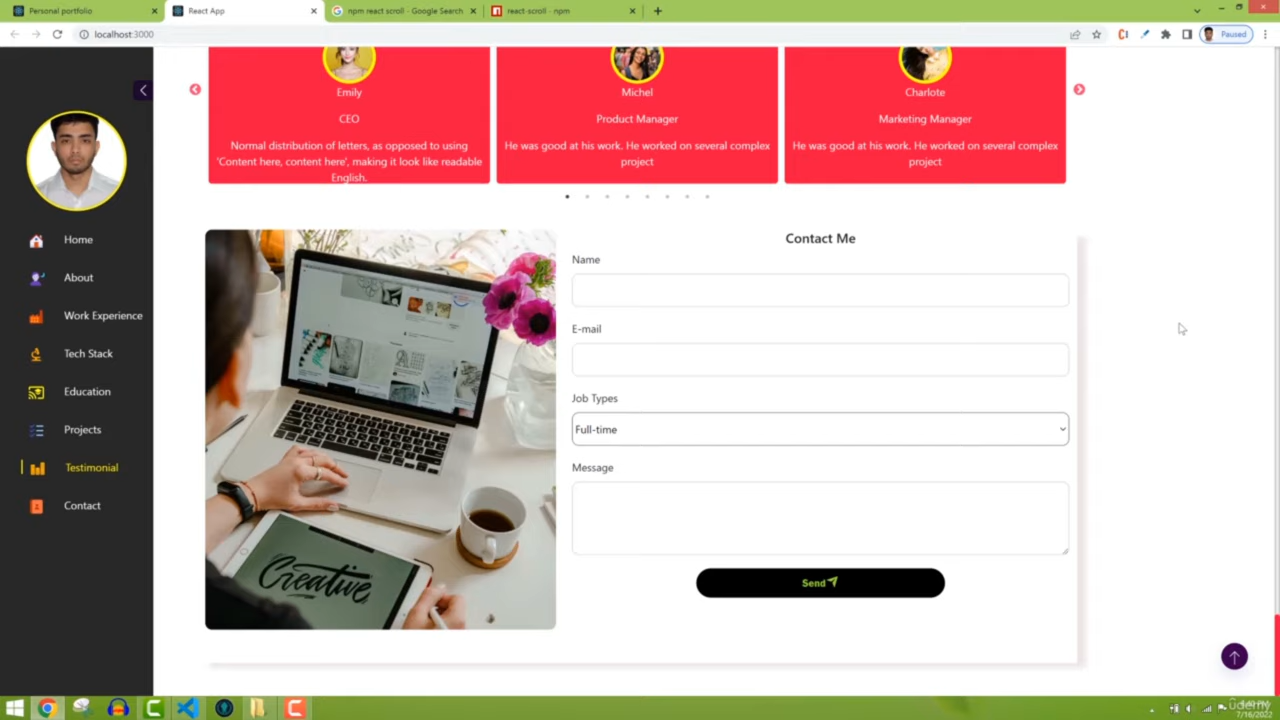 Personal portfolio
React App
npm react scroll - Google Search
react-scroll - npm
localhost:3000
Paused
Emily
Michel
Charlote
CEO
Product Manager
Marketing Manager
Normal distribution of letters, as opposed to using
'Content here, content here', making it look like readable
English.
He was good at his work. He worked on several complex
project
He was good at his work. He worked on several complex
project
Home
About
Work Experience
Tech Stack
Education
Projects
Testimonial
Contact
Contact Me
Name
E-mail
Job Types
Full-time
Message
Send
Creative
udemy
7/16/2022